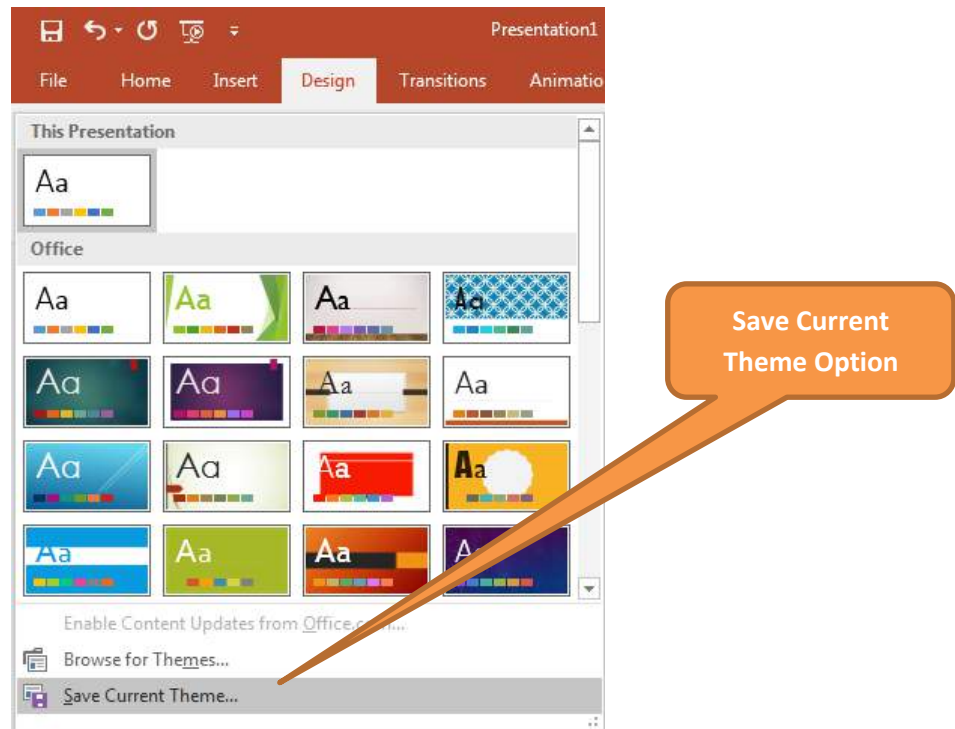 Presentation1
File Home Insert Design Transitions Animatio
This Presentation
Aa
Office
Aa Aa Aa Aa
Aa Aa Aa Aa
Aa Aa Aa Aa
Aa Aa Aa A
Save Current
Theme Option
Enable Content Updates from
Browse for Themes...
Save Current Theme...